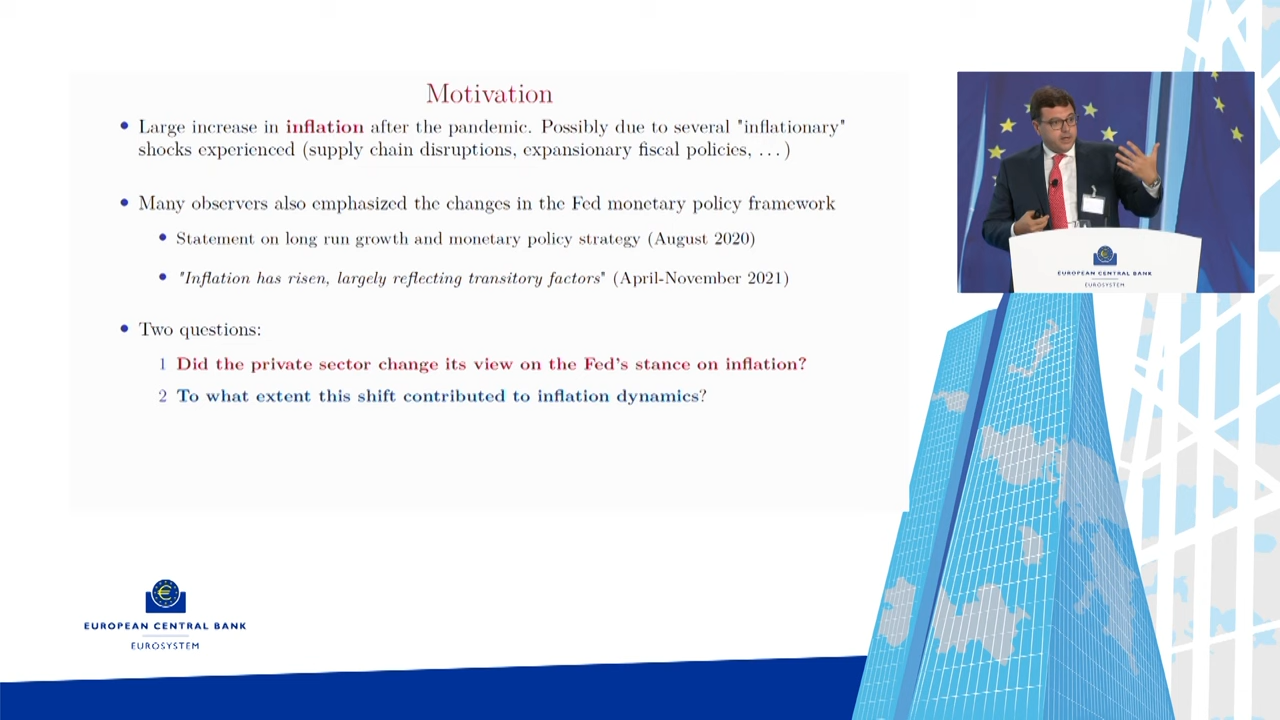 Motivation
Large increase in inflation after the pandemic. Possibly due to several "inflationary"
shocks experienced (supply chain disruptions, expansionary fiscal policies, ...)
Many observers also emphasized the changes in the Fed monetary policy framework
Statement on long run growth and monetary policy strategy (August 2020)
"Inflation has risen, largely reflecting transitory factors" (April-November 2021)
Two questions:
1 Did the private sector change its view on the Fed's stance on inflation?
2 To what extent this shift contributed to inflation dynamics?
EUROPEAN CENTRAL BANK
EUROSYSTEM
EUROPEAN CENTRAL BANK
EUROSYSTEM